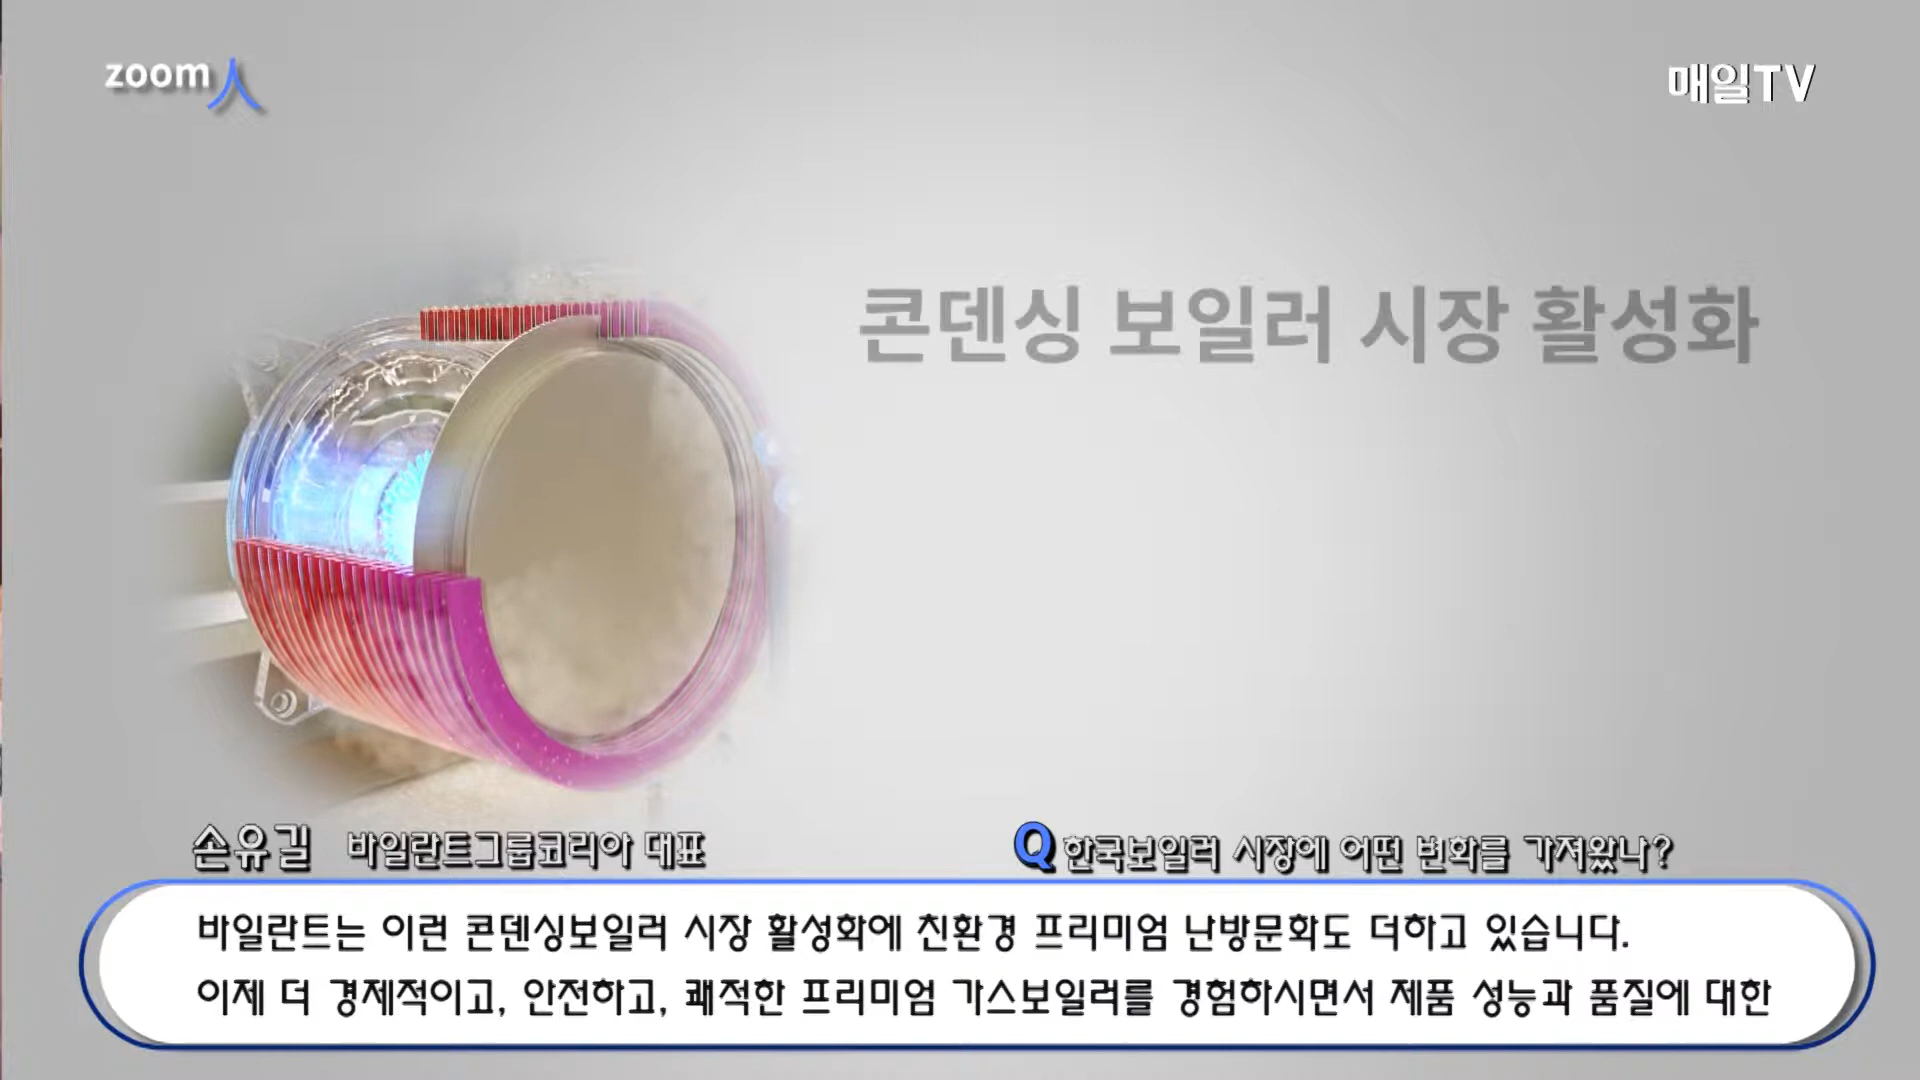 zoom人
매일TV
콘덴싱 보일러 시장 활성화
손유길 바일란트그룹코리아 대표
Q 한국보일러 시장에 어떤 변화를 가져왔나?
바일란트는 이런 콘덴싱보일러 시장 활성화에 친환경 프리미엄 난방문화도 더하고 있습니다.
이제 더 경제적이고, 안전하고, 쾌적한 프리미엄 가스보일러를 경험하시면서 제품 성능과 품질에 대한